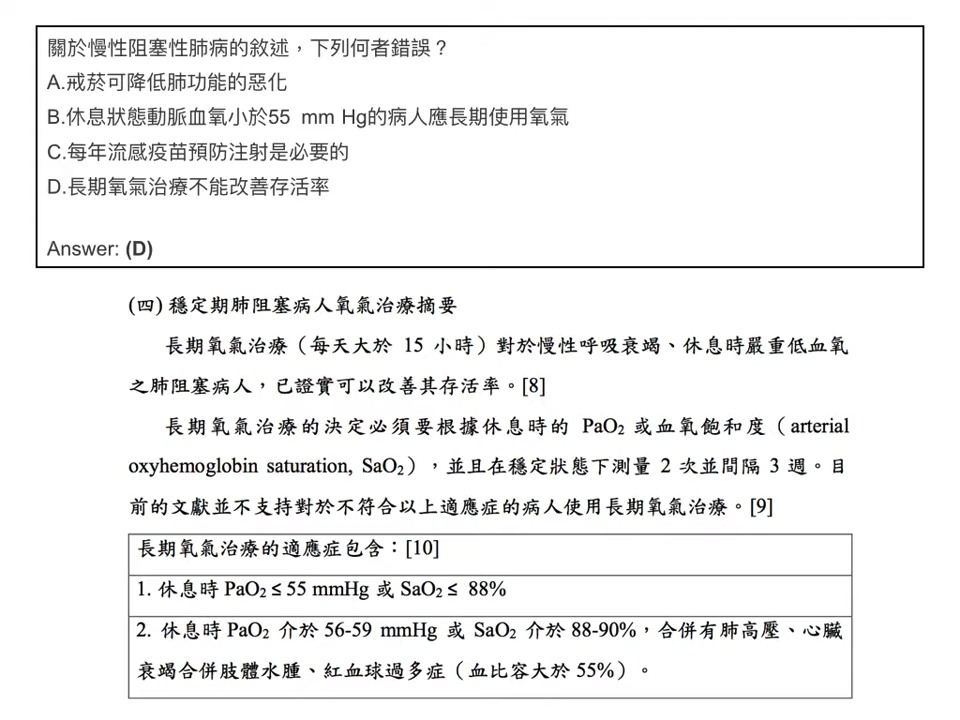 關於慢性阻塞性肺病的敘述，下列何者錯誤？
A.戒菸可降低肺功能的惡化
B.休息狀態動脈血氧小於55 mm Hg的病人應長期使用氧氣
C.每年流感疫苗預防注射是必要的
D.長期氧氣治療不能改善存活率
Answer: (D)
(四) 穩定期肺阻塞病人氧氣治療摘要
長期氧氣治療（每天大於 15 小時）對於慢性呼吸衰竭、休息時嚴重低血氧
之肺阻塞病人，已證實可以改善其存活率。[8]
長期氧氣治療的決定必須要根據休息時的 PaO₂ 或血氧飽和度（arterial
oxyhemoglobin saturation, SaO₂），並且在穩定狀態下測量 2 次並間隔 3 週。目
前的文獻並不支持對於不符合以上適應症的病人使用長期氧氣治療。[9]
長期氧氣治療的適應症包含：[10]
1. 休息時 PaO₂ ≤ 55 mmHg 或 SaO₂ ≤ 88%
2. 休息時 PaO₂ 介於 56-59 mmHg 或 SaO₂ 介於 88-90%，合併有肺高壓、心臟
衰竭合併肢體水腫、紅血球過多症（血比容大於 55%）。